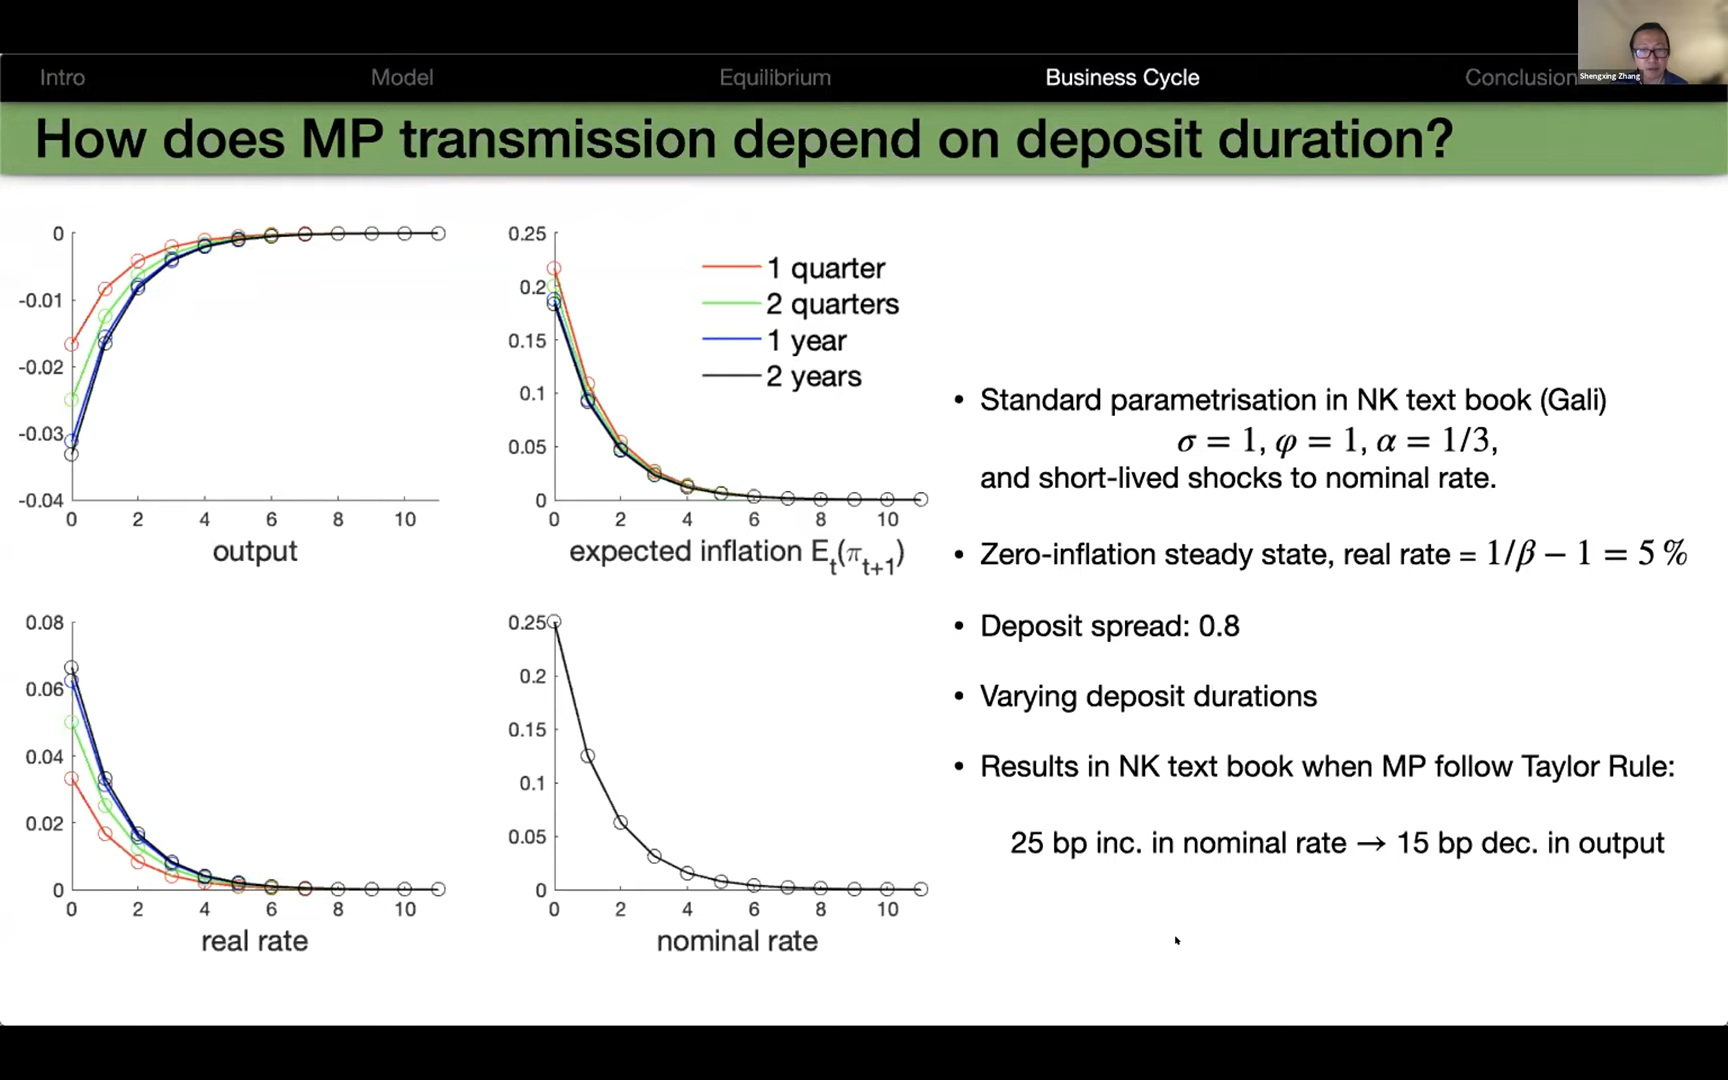 Intro
Model
Equilibrium
Business Cycle
Conclusion
Shengxing Zhang
How does MP transmission depend on deposit duration?
0
-0.01
-0.02
-0.03
-0.04
0 2 4 6 8 10
output
0.25
0.2
0.15
0.1
0.05
0
0 2 4 6 8 10
expected inflation E_t(π_{t+1})
1 quarter
2 quarters
1 year
2 years
0.08
0.06
0.04
0.02
0
0 2 4 6 8 10
real rate
0.25
0.2
0.15
0.1
0.05
0
0 2 4 6 8 10
nominal rate
• Standard parametrisation in NK text book (Gali)
σ = 1, φ = 1, α = 1/3,
and short-lived shocks to nominal rate.
• Zero-inflation steady state, real rate = 1/β − 1 = 5 %
• Deposit spread: 0.8
• Varying deposit durations
• Results in NK text book when MP follow Taylor Rule:
25 bp inc. in nominal rate → 15 bp dec. in output